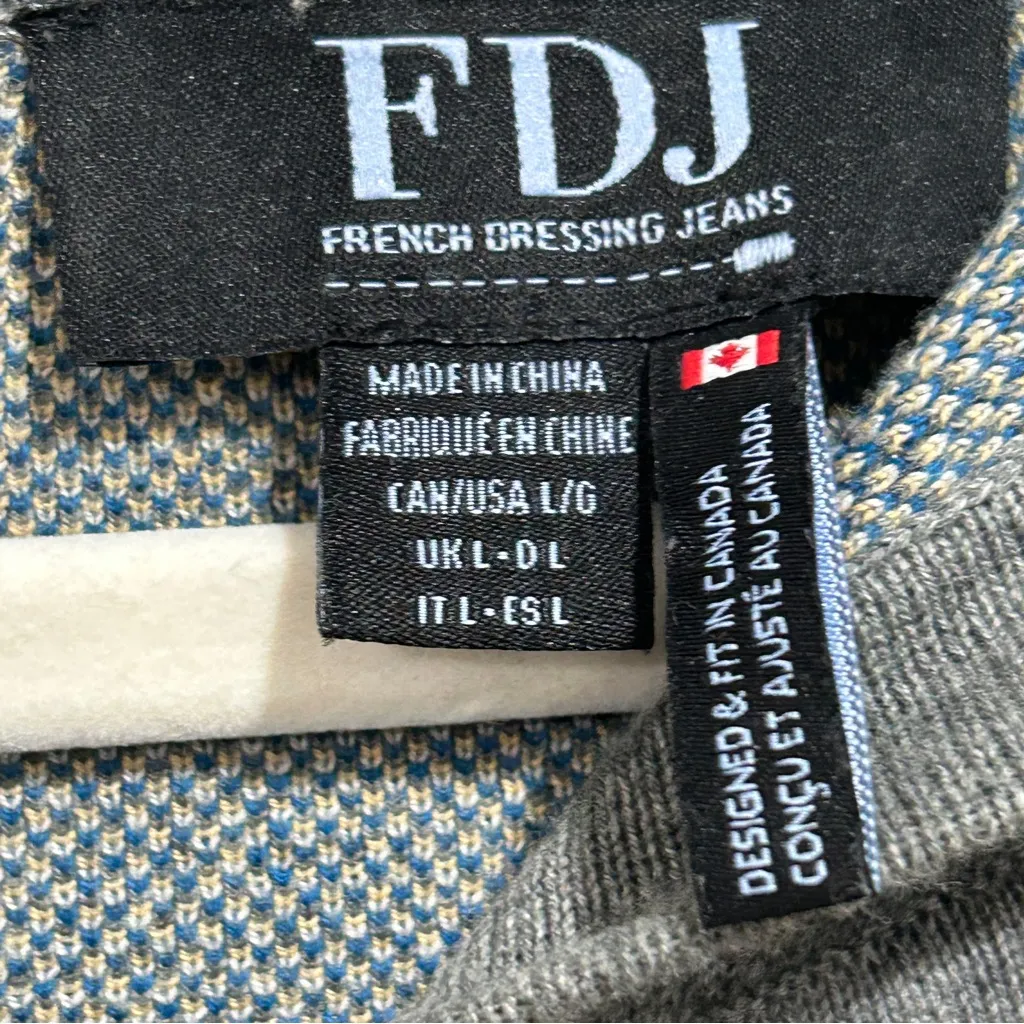 FDJ
FRENCH DRESSING JEANS
MADE IN CHINA
FABRIQUÉ EN CHINE
CAN/USA L/G
UK L - D L
IT L - ES L
DESIGNED & FIT IN CANADA
CONÇU ET AJUSTÉ AU CANADA